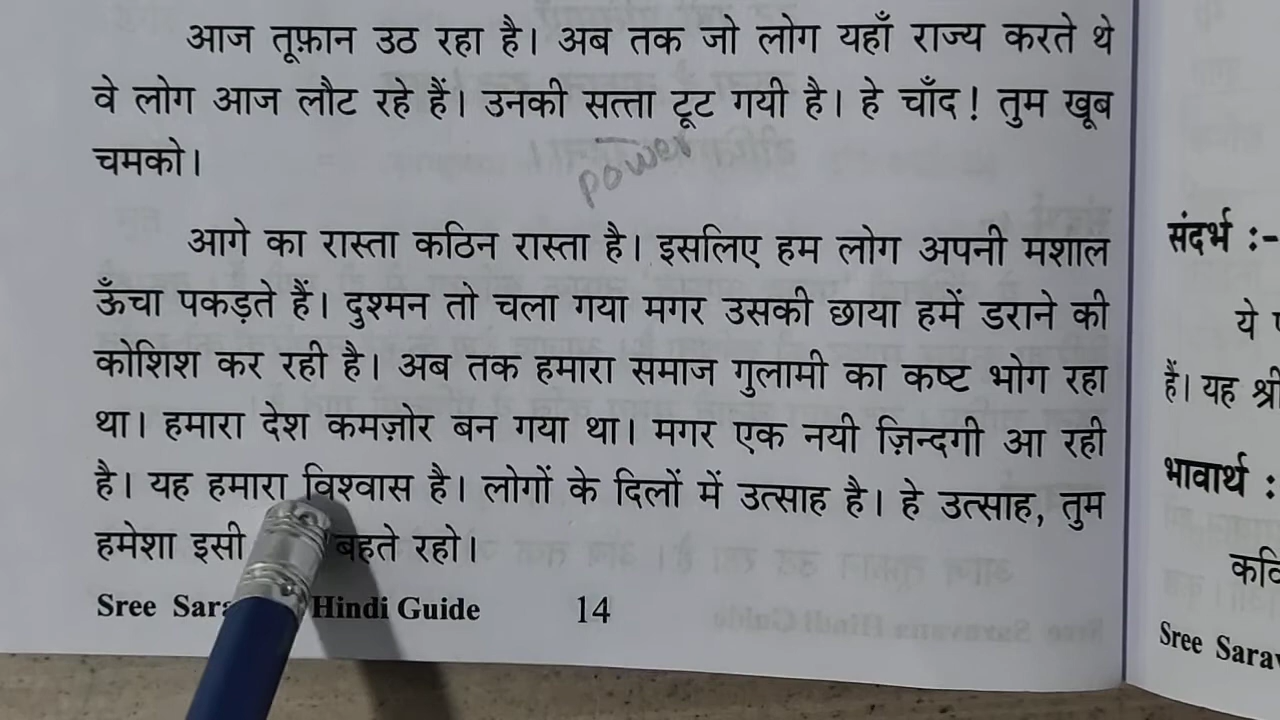 आज तूफ़ान उठ रहा है। अब तक जो लोग यहाँ राज्य करते थे
वे लोग आज लौट रहे हैं। उनकी सत्ता टूट गयी है। हे चाँद! तुम खूब
power
चमको।
आगे का रास्ता कठिन रास्ता है। इसलिए हम लोग अपनी मशाल
ऊँचा पकड़ते हैं। दुश्मन तो चला गया मगर उसकी छाया हमें डराने की
कोशिश कर रही है। अब तक हमारा समाज गुलामी का कष्ट भोग रहा
था। हमारा देश कमज़ोर बन गया था। मगर एक नयी ज़िन्दगी आ रही
है। यह हमारा विश्वास है। लोगों के दिलों में उत्साह है। हे उत्साह, तुम
हमेशा इसी बहते रहो।
Sree Hindi Guide 14
संदर्भ :-
ये
हैं। यह श्री
भावार्थ :
Sree